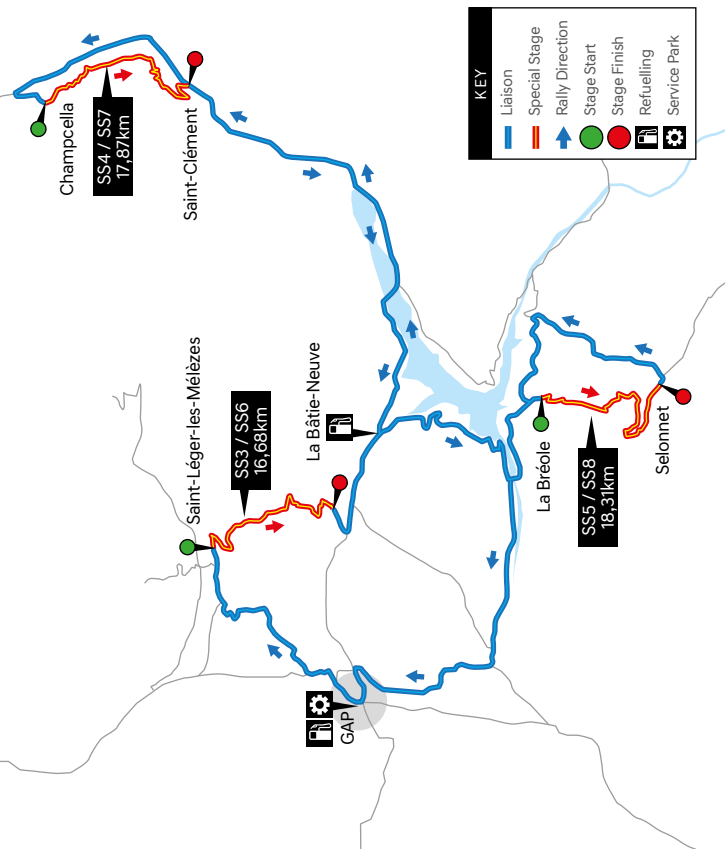 Champcella
SS4 / SS7
17,87km
Saint-Clément
Saint-Léger-les-Mélèzes
SS3 / SS6
16,68km
La Bâtie-Neuve
GAP
La Bréole
SS5 / SS8
18,31km
Selonnet
KEY
Liaison
Special Stage
Rally Direction
Stage Start
Stage Finish
Refuelling
Service Park